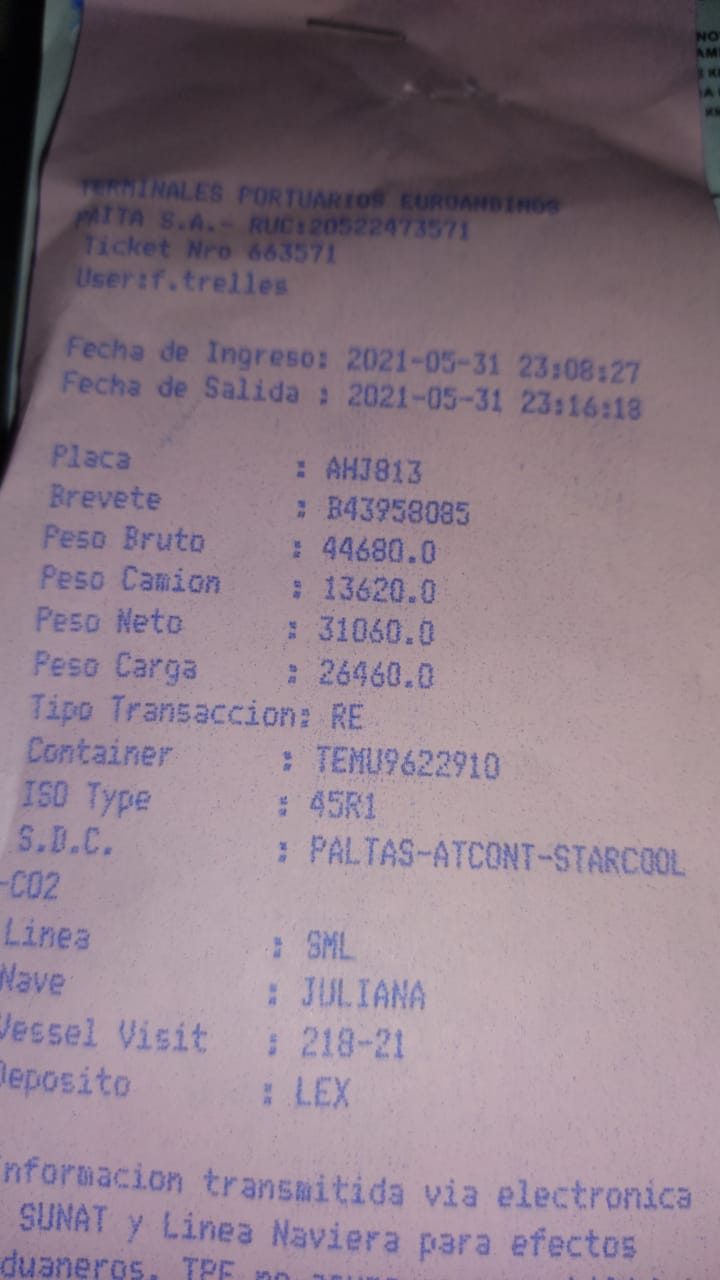 TERMINALES PORTUARIOS EUROANDINOS
PAITA S.A.- RUC:20522473571
Ticket Nro 663571
User:f.trelles
Fecha de Ingreso: 2021-05-31 23:08:27
Fecha de Salida : 2021-05-31 23:16:18
Placa : AHJ813
Brevete : B43958085
Peso Bruto : 44680.0
Peso Camion : 13620.0
Peso Neto : 31060.0
Peso Carga : 26460.0
Tipo Transaccion: RE
Container : TEMU9622910
ISO Type : 45R1
S.D.C. : PALTAS-ATCONT-STARCOOL
-CO2
Linea : SML
Nave : JULIANA
Vessel Visit : 218-21
Deposito : LEX
Informacion transmitida via electronica
SUNAT y Linea Naviera para efectos
duaneros. TPE no